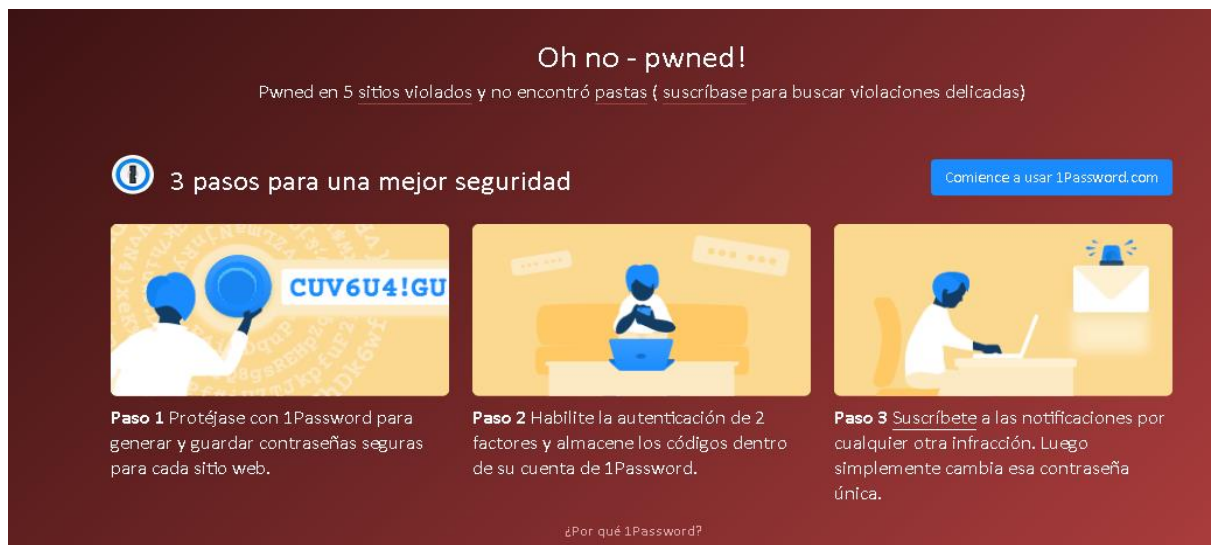 Oh no - pwned!
Pwned en 5 sitios violados y no encontró pastas ( suscríbase para buscar violaciones delicadas)
3 pasos para una mejor seguridad
Comience a usar 1Password.com
CUV6U4!GU
Paso 1 Protéjase con 1Password para
generar y guardar contraseñas seguras
para cada sitio web.
Paso 2 Habilite la autenticación de 2
factores y almacene los códigos dentro
de su cuenta de 1Password.
Paso 3 Suscríbete a las notificaciones por
cualquier otra infracción. Luego
simplemente cambia esa contraseña
única.
¿Por qué 1Password?